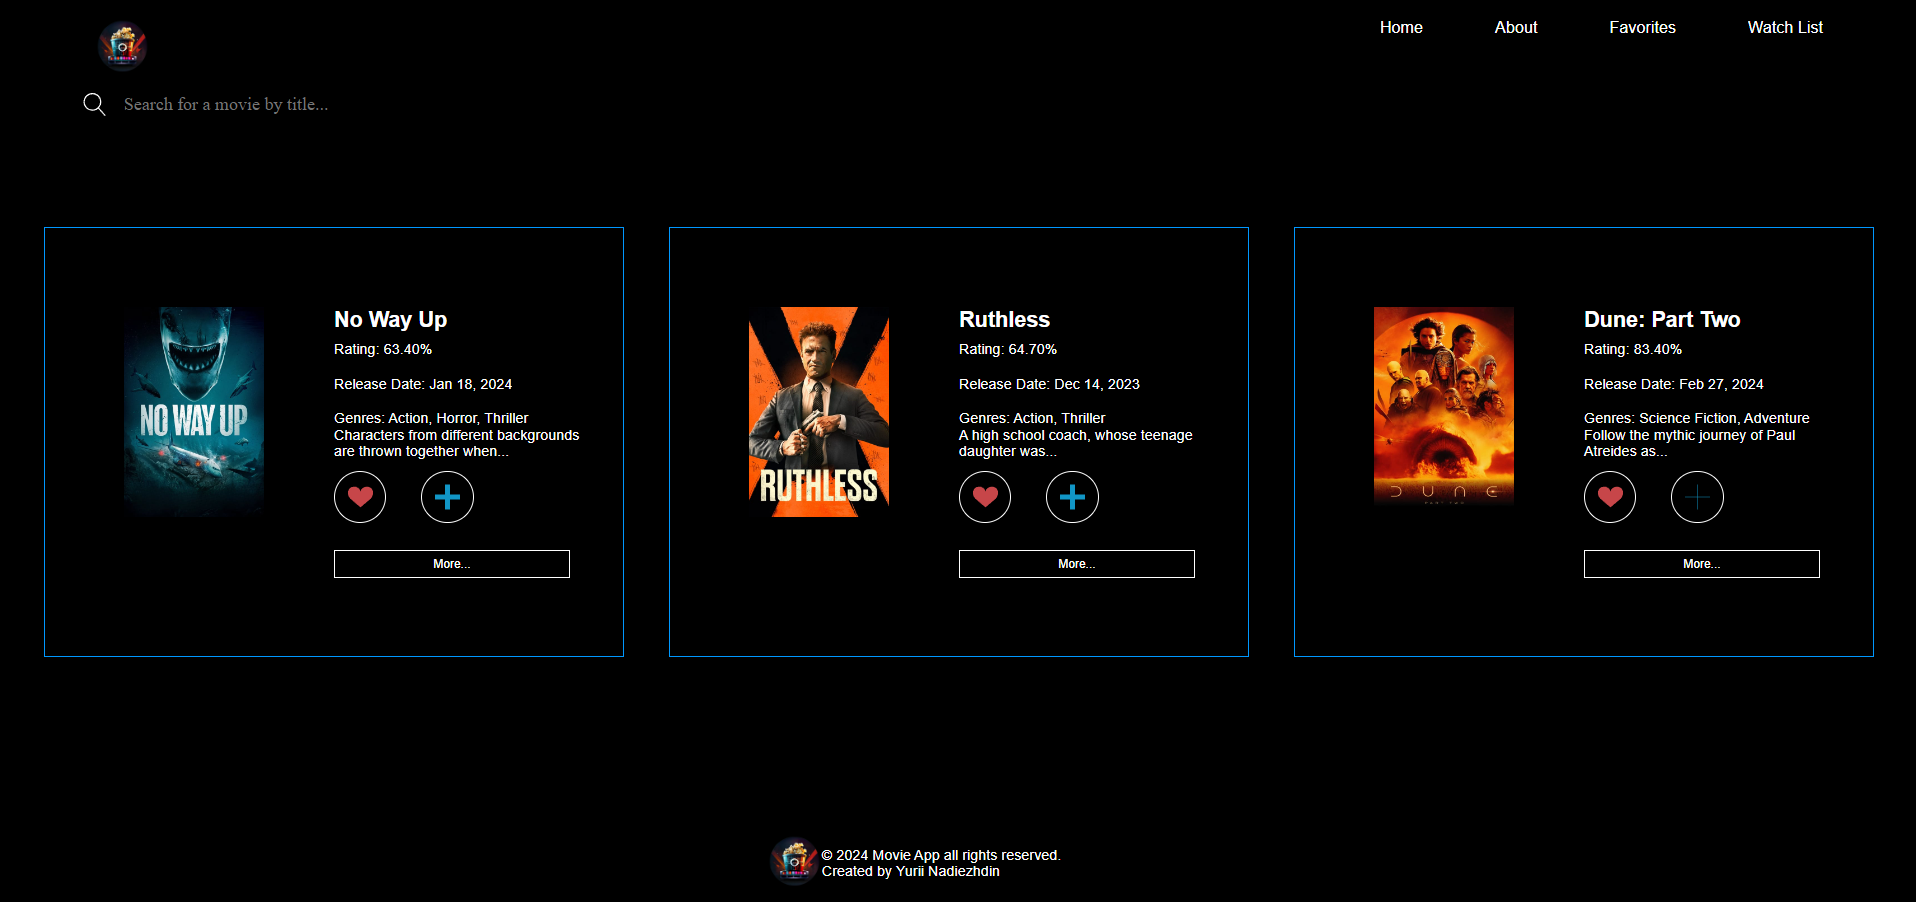 Home About Favorites Watch List
Search for a movie by title...
NO WAY UP
No Way Up
Rating: 63.40%
Release Date: Jan 18, 2024
Genres: Action, Horror, Thriller
Characters from different backgrounds
are thrown together when...
More...
RUTHLESS
Ruthless
Rating: 64.70%
Release Date: Dec 14, 2023
Genres: Action, Thriller
A high school coach, whose teenage
daughter was...
More...
DUNE
PART TWO
Dune: Part Two
Rating: 83.40%
Release Date: Feb 27, 2024
Genres: Science Fiction, Adventure
Follow the mythic journey of Paul
Atreides as...
More...
© 2024 Movie App all rights reserved.
Created by Yurii Nadiezhdin